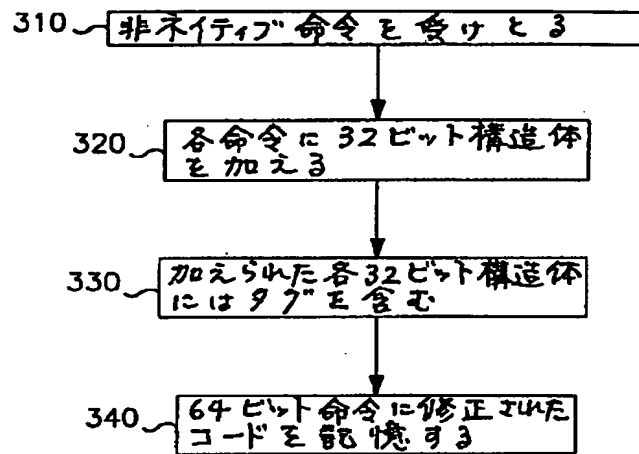 310 非ネイティブ命令を受けとる
320 各命令に32ビット構造体
を加える
330 加えられた各32ビット構造体
にはタグを含む
340 64ビット命令に修正された
コードを記憶する